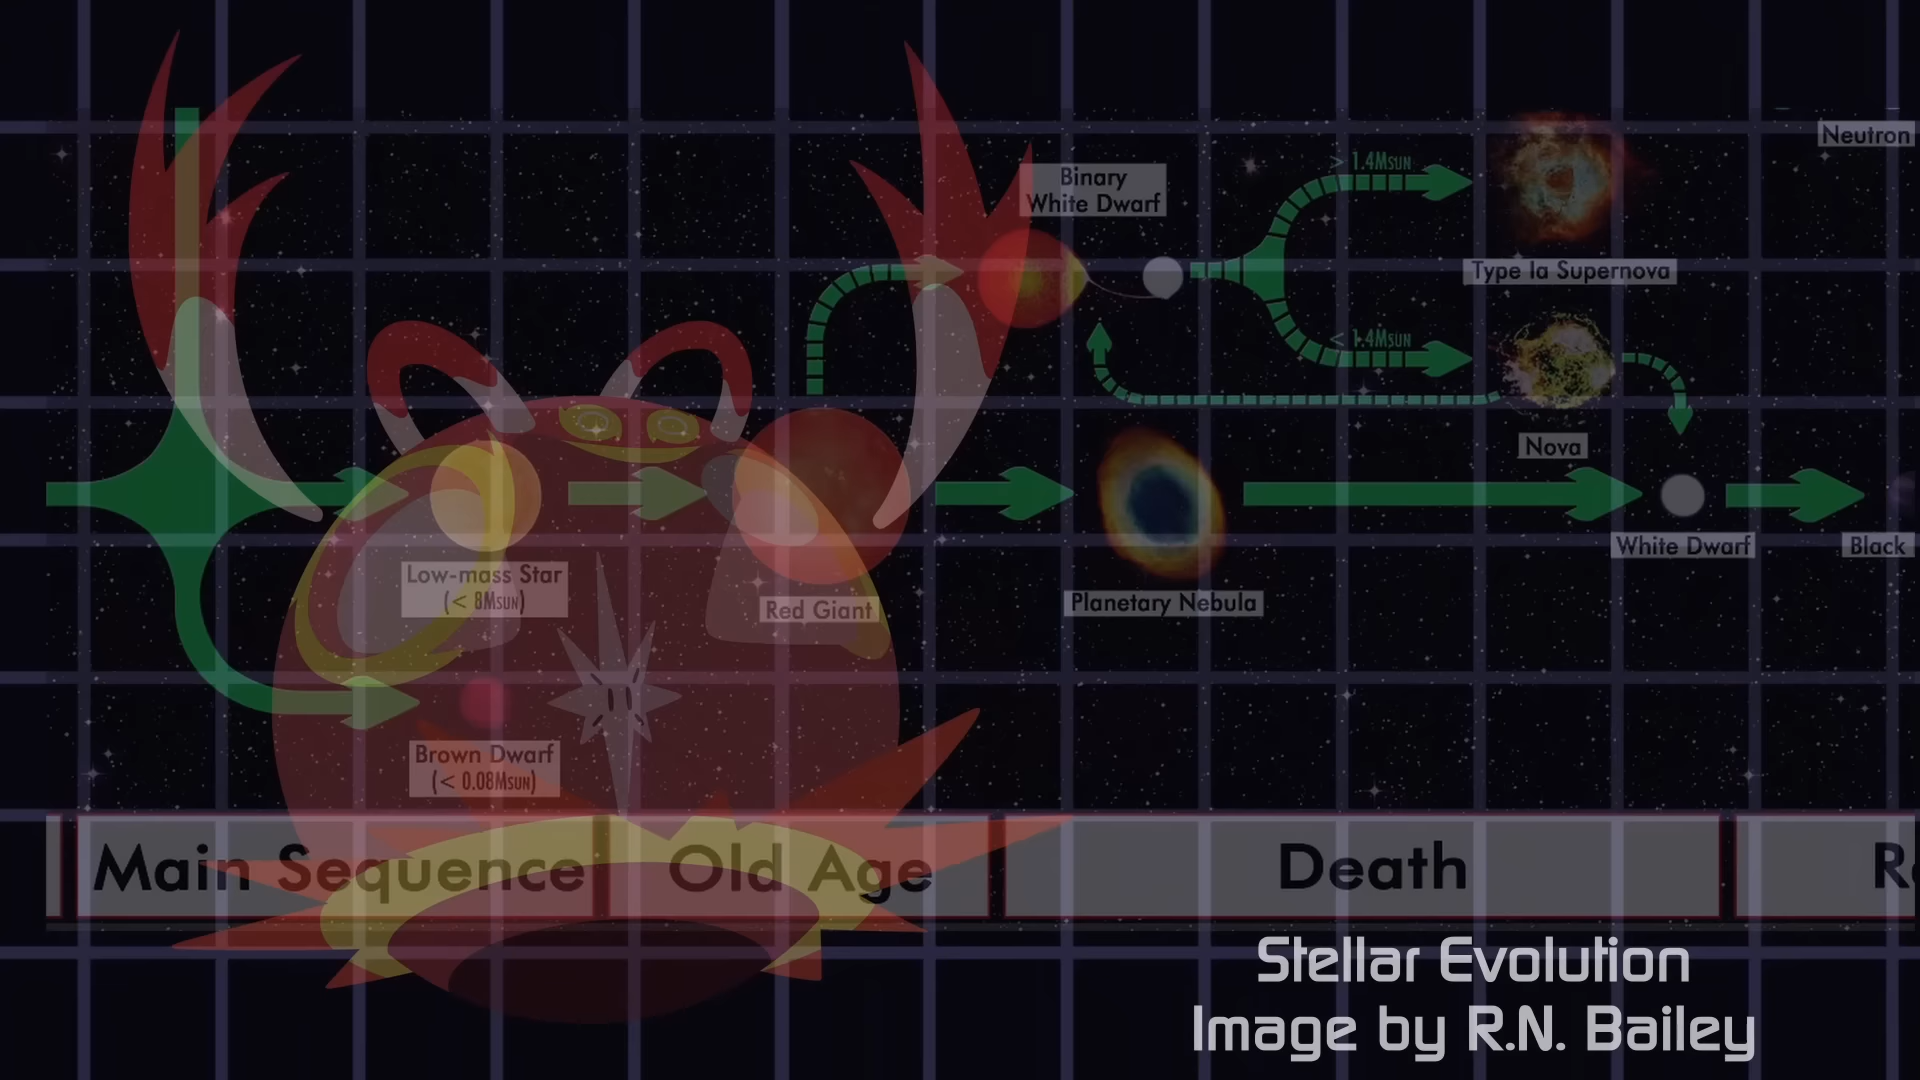 Neutron
> 1.4MSUN
Binary
White Dwarf
Type Ia Supernova
< 1.4MSUN
Nova
White Dwarf
Black
Low-mass Star
(< 8MSUN)
Red Giant
Planetary Nebula
Brown Dwarf
(< 0.08MSUN)
Main Sequence
Old Age
Death
Stellar Evolution
Image by R.N. Bailey